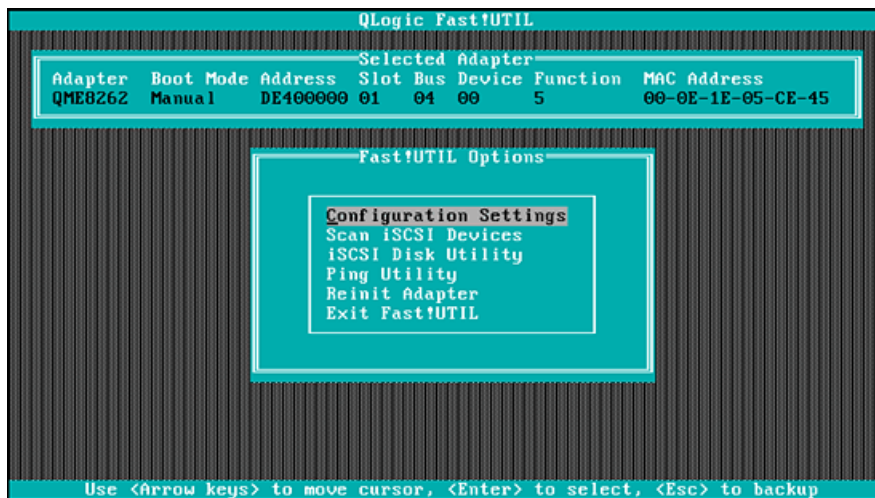 QLogic Fast!UTIL
Selected Adapter
Adapter Boot Mode Address Slot Bus Device Function MAC Address
QME8262 Manual DE400000 01 04 00 5 00-0E-1E-05-CE-45
Fast!UTIL Options
Configuration Settings
Scan iSCSI Devices
iSCSI Disk Utility
Ping Utility
Reinit Adapter
Exit Fast!UTIL
Use <Arrow keys> to move cursor, <Enter> to select, <Esc> to backup